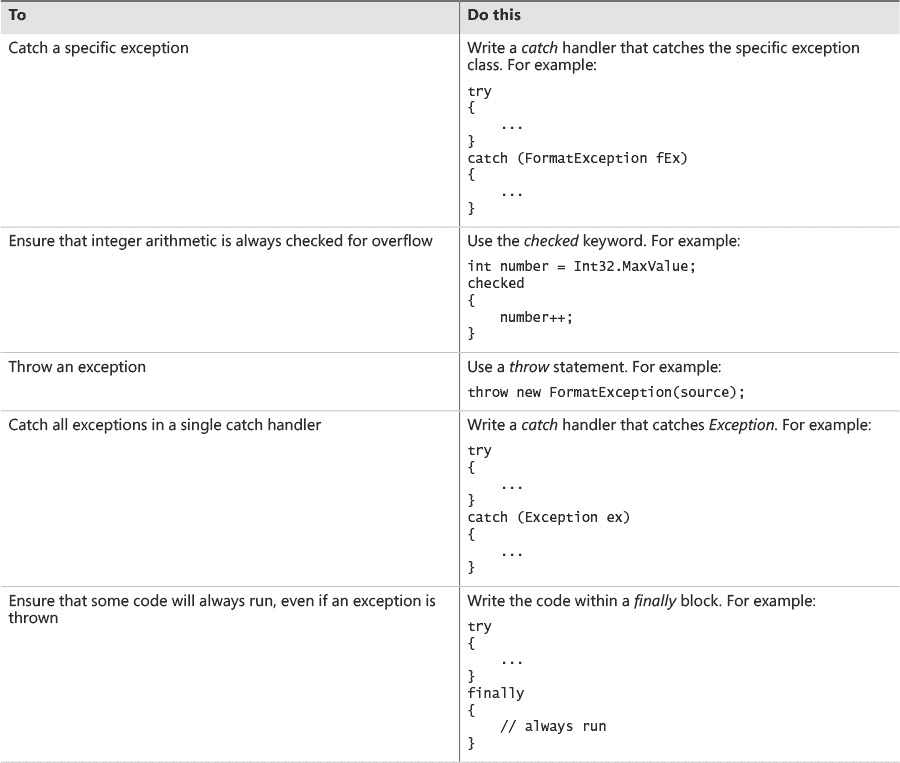 To
Do this
Catch a specific exception
Write a catch handler that catches the specific exception
class. For example:
try
{
    ...
}
catch (FormatException fEx)
{
    ...
}
Ensure that integer arithmetic is always checked for overflow
Use the checked keyword. For example:
int number = Int32.MaxValue;
checked
{
    number++;
}
Throw an exception
Use a throw statement. For example:
throw new FormatException(source);
Catch all exceptions in a single catch handler
Write a catch handler that catches Exception. For example:
try
{
    ...
}
catch (Exception ex)
{
    ...
}
Ensure that some code will always run, even if an exception is
thrown
Write the code within a finally block. For example:
try
{
    ...
}
finally
{
    // always run
}